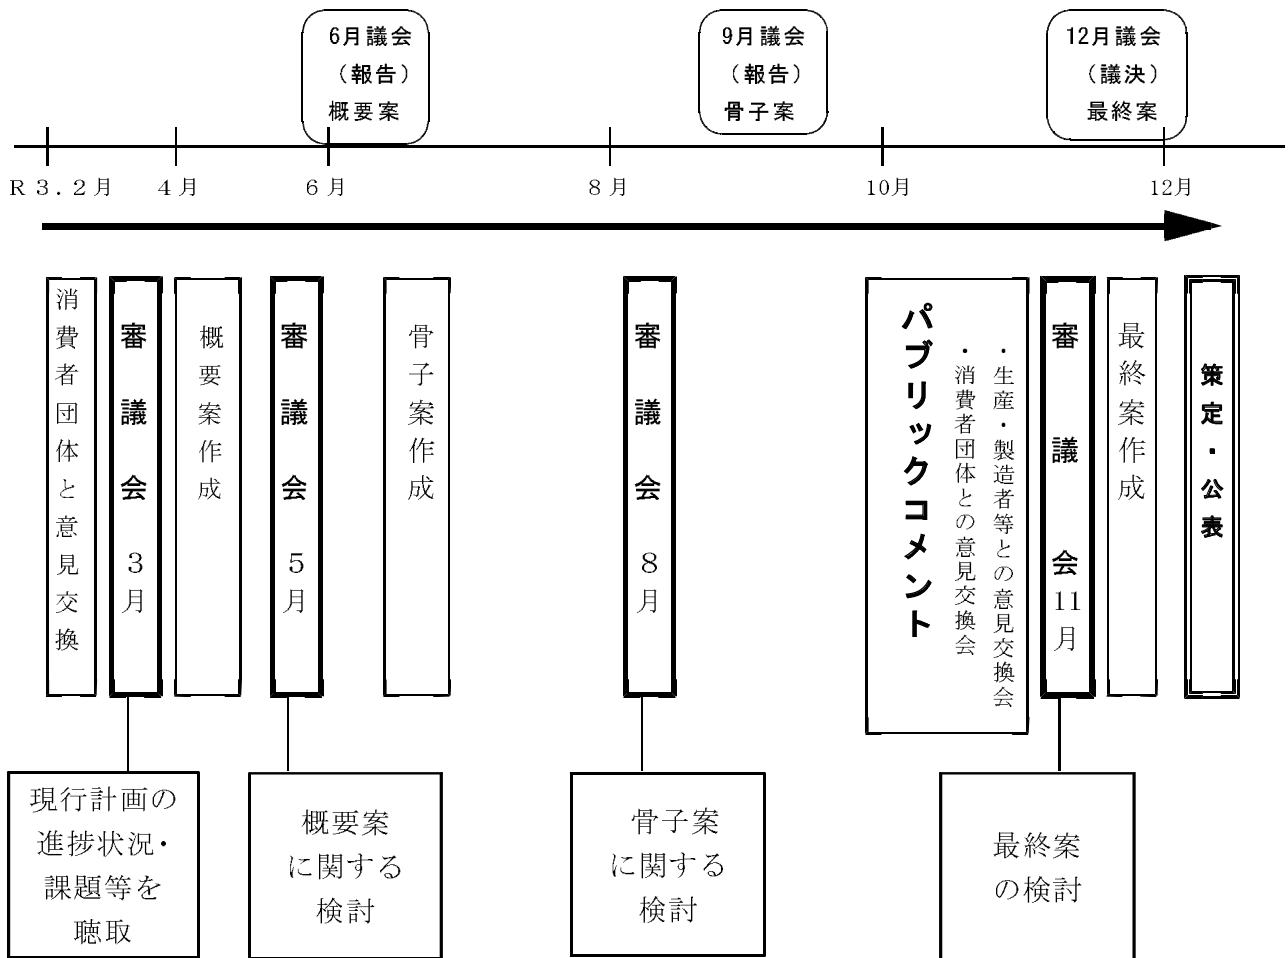 6月議会
（報告）
概要案
9月議会
（報告）
骨子案
12月議会
（議決）
最終案
Ｒ３．２月
４月
６月
８月
10月
12月
消費者団体と意見交換
審議会　３月
概要案作成
審議会　５月
骨子案作成
審議会　８月
パブリックコメント
・生産・製造者等との意見交換会
・消費者団体との意見交換会
審議会 11月
最終案作成
策定・公表
現行計画の
進捗状況・
課題等を
聴取
概要案
に関する
検討
骨子案
に関する
検討
最終案
の検討